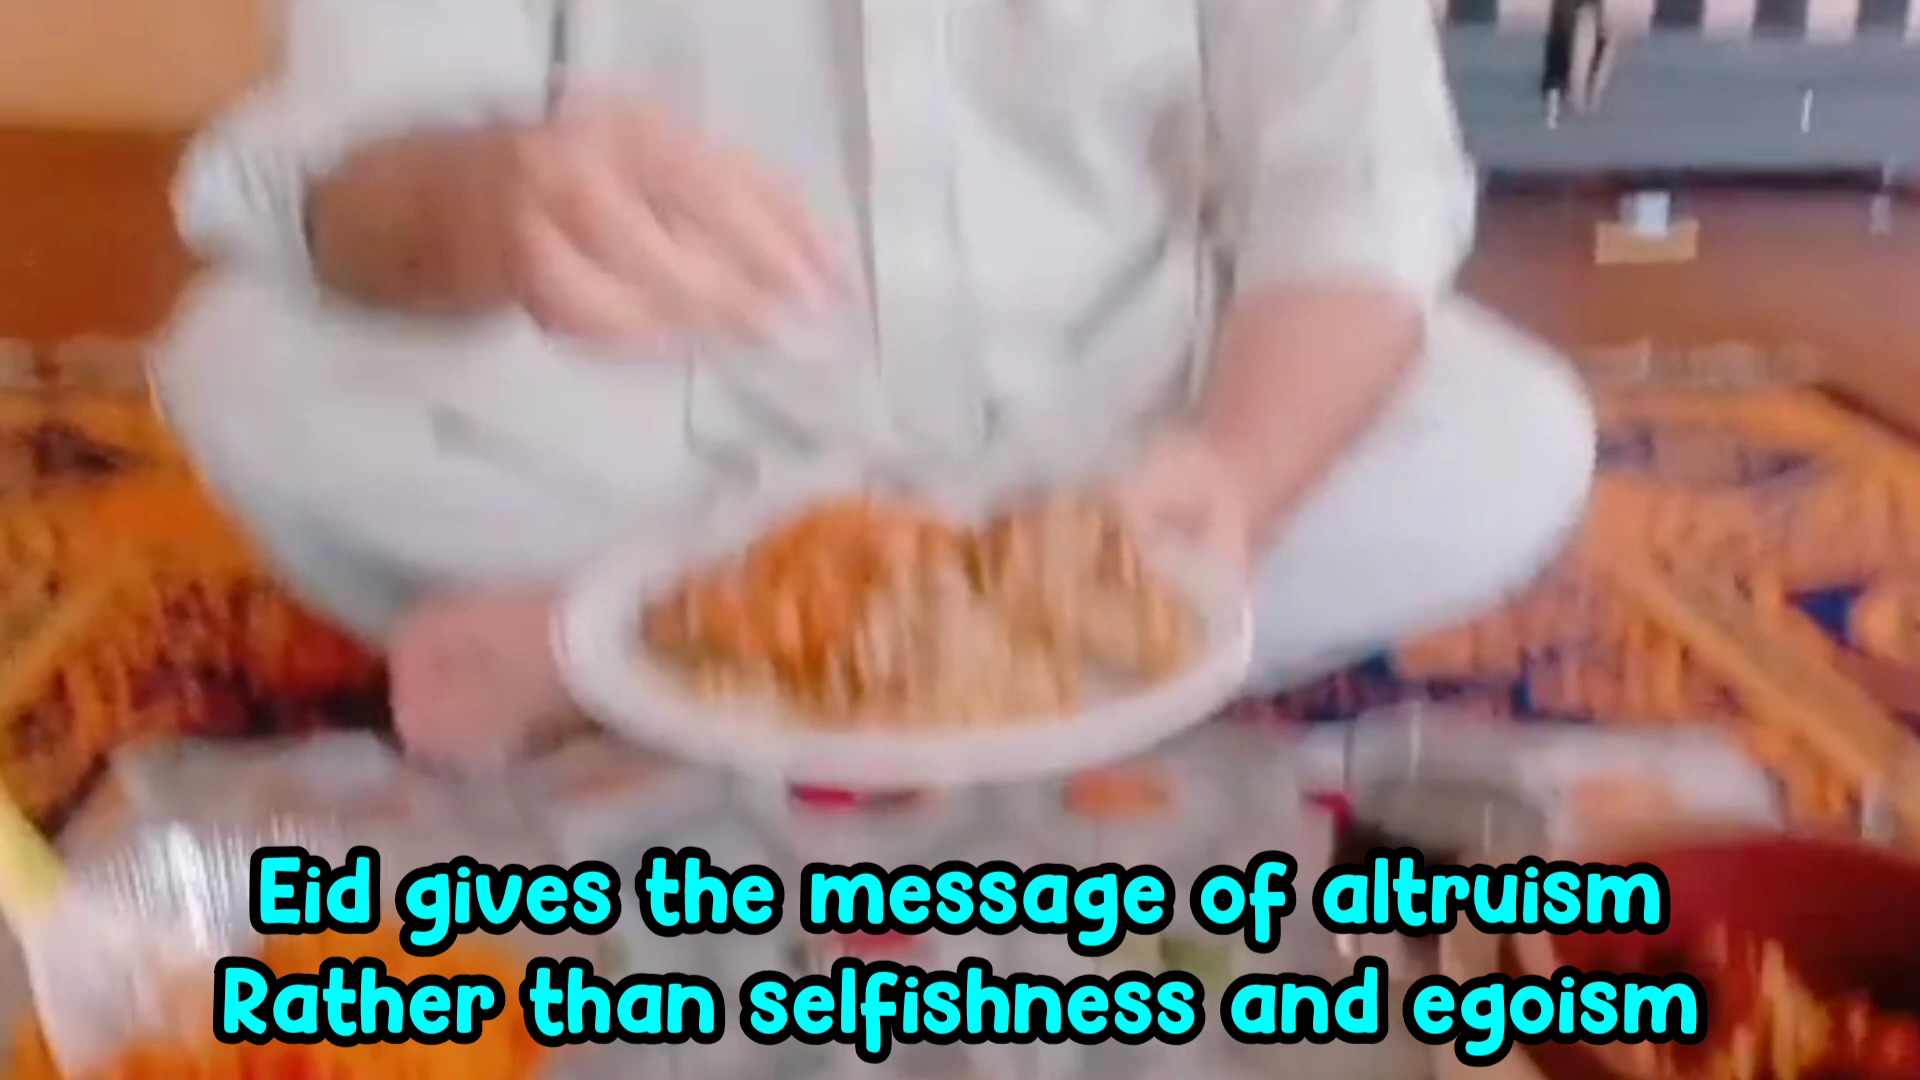 Eid gives the message of altruism
Rather than selfishness and egoism